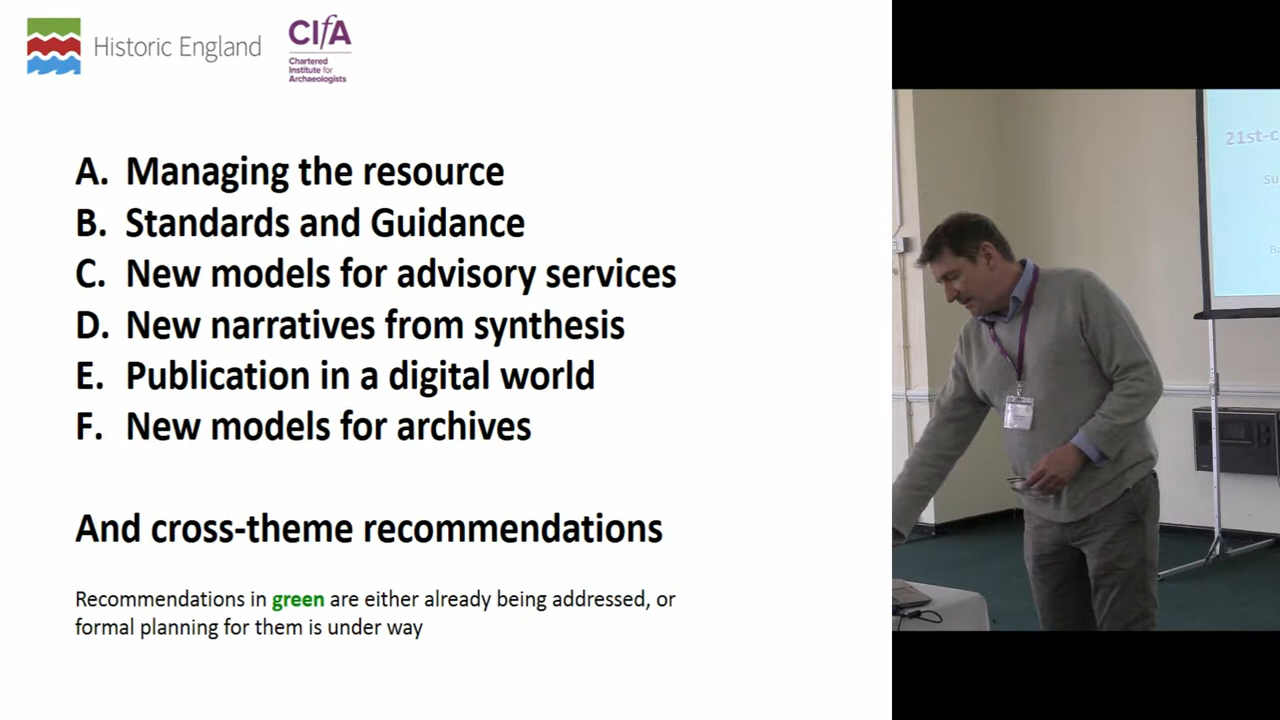 Historic England
CIfA
Chartered
Institute for
Archaeologists
A. Managing the resource
B. Standards and Guidance
C. New models for advisory services
D. New narratives from synthesis
E. Publication in a digital world
F. New models for archives
And cross-theme recommendations
Recommendations in green are either already being addressed, or
formal planning for them is under way
21st-c
Su